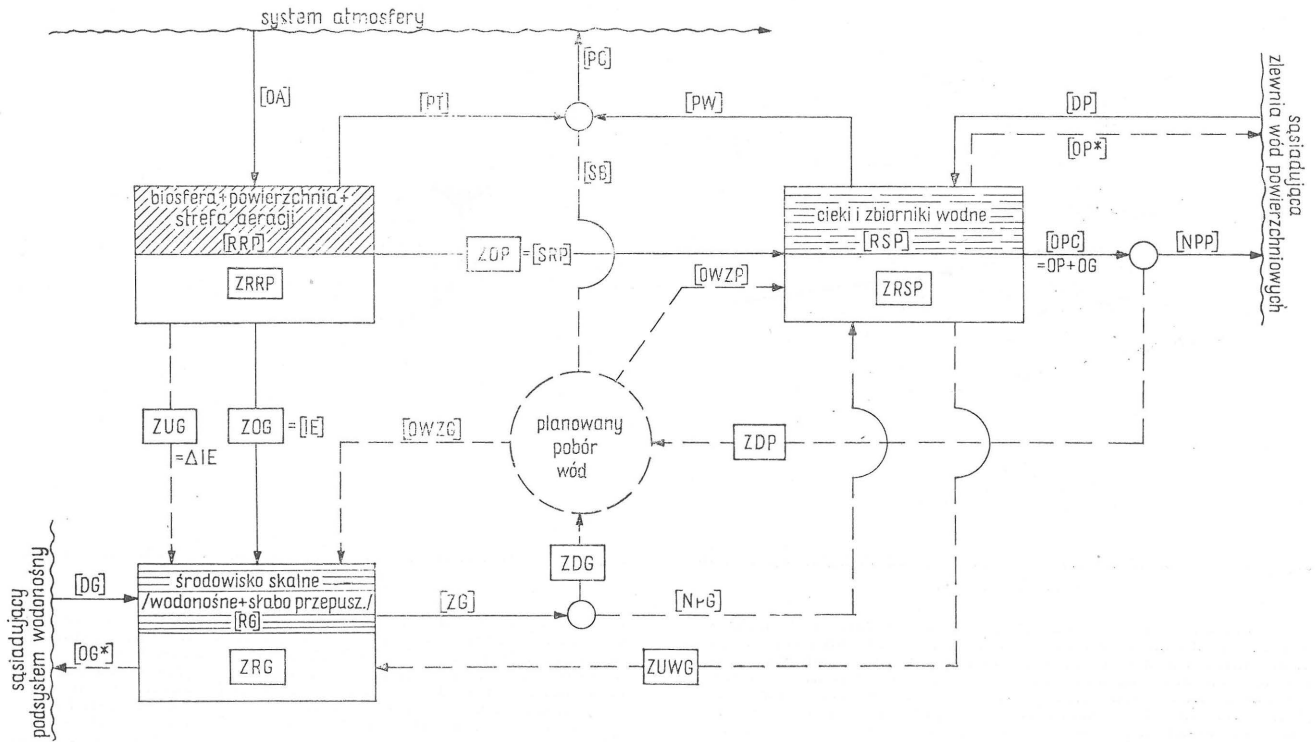 system atmosfery
[PC]
[OA]
[PT]
[PW]
[DP]
[OP*]
sąsiadująca
zlewnia wód powierzchniowych
[SB]
biosfera+powierzchnia+
strefa aeracji
[RRP]
ZRRP
ZOP =[SRP]
[OWZP]
cieki i zbiorniki wodne
[RSP]
ZRSP
[OPC]
=OP+OG
[NPP]
ZUG
=ΔIE
ZOG =[IE]
[OWZG]
planowany
pobór
wód
ZDP
ZDG
sąsiadujący
podsystem wodonośny
[DG]
[OG*]
środowisko skalne
/wodonośne+słabo przepusz./
[RG]
ZRG
[ZG]
[NPG]
ZUWG